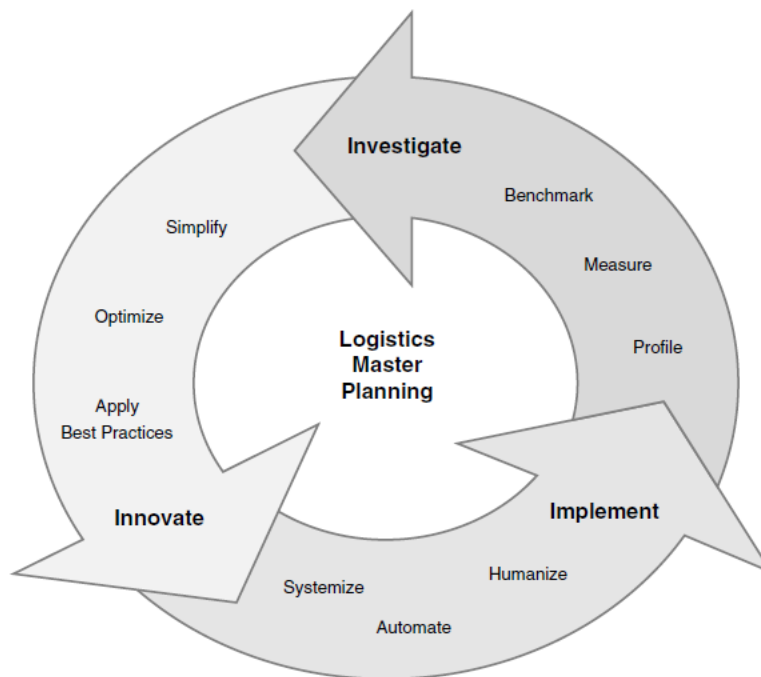 Investigate
Benchmark
Measure
Profile
Simplify
Optimize
Apply
Best Practices
Innovate
Logistics
Master
Planning
Implement
Humanize
Systemize
Automate